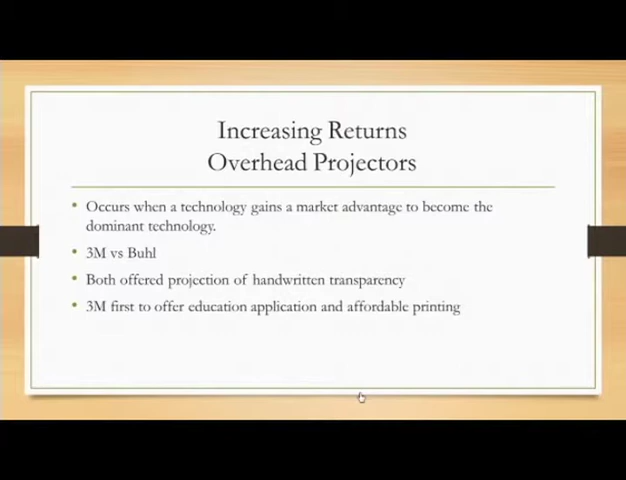 Increasing Returns
Overhead Projectors
• Occurs when a technology gains a market advantage to become the
dominant technology.
• 3M vs Buhl
• Both offered projection of handwritten transparency
• 3M first to offer education application and affordable printing